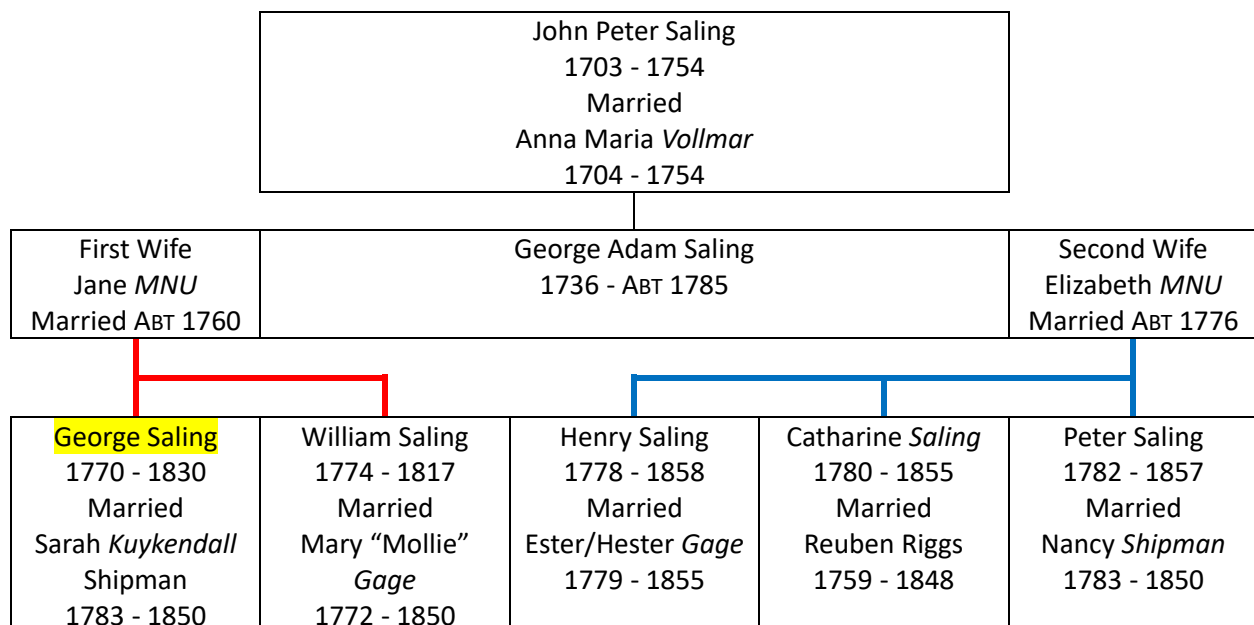 John Peter Saling
1703 - 1754
Married
Anna Maria Vollmar
1704 - 1754
First Wife
Jane MNU
Married ABT 1760
George Adam Saling
1736 - ABT 1785
Second Wife
Elizabeth MNU
Married ABT 1776
George Saling
1770 - 1830
Married
Sarah Kuykendall
Shipman
1783 - 1850
William Saling
1774 - 1817
Married
Mary “Mollie”
Gage
1772 - 1850
Henry Saling
1778 - 1858
Married
Ester/Hester Gage
1779 - 1855
Catharine Saling
1780 - 1855
Married
Reuben Riggs
1759 - 1848
Peter Saling
1782 - 1857
Married
Nancy Shipman
1783 - 1850